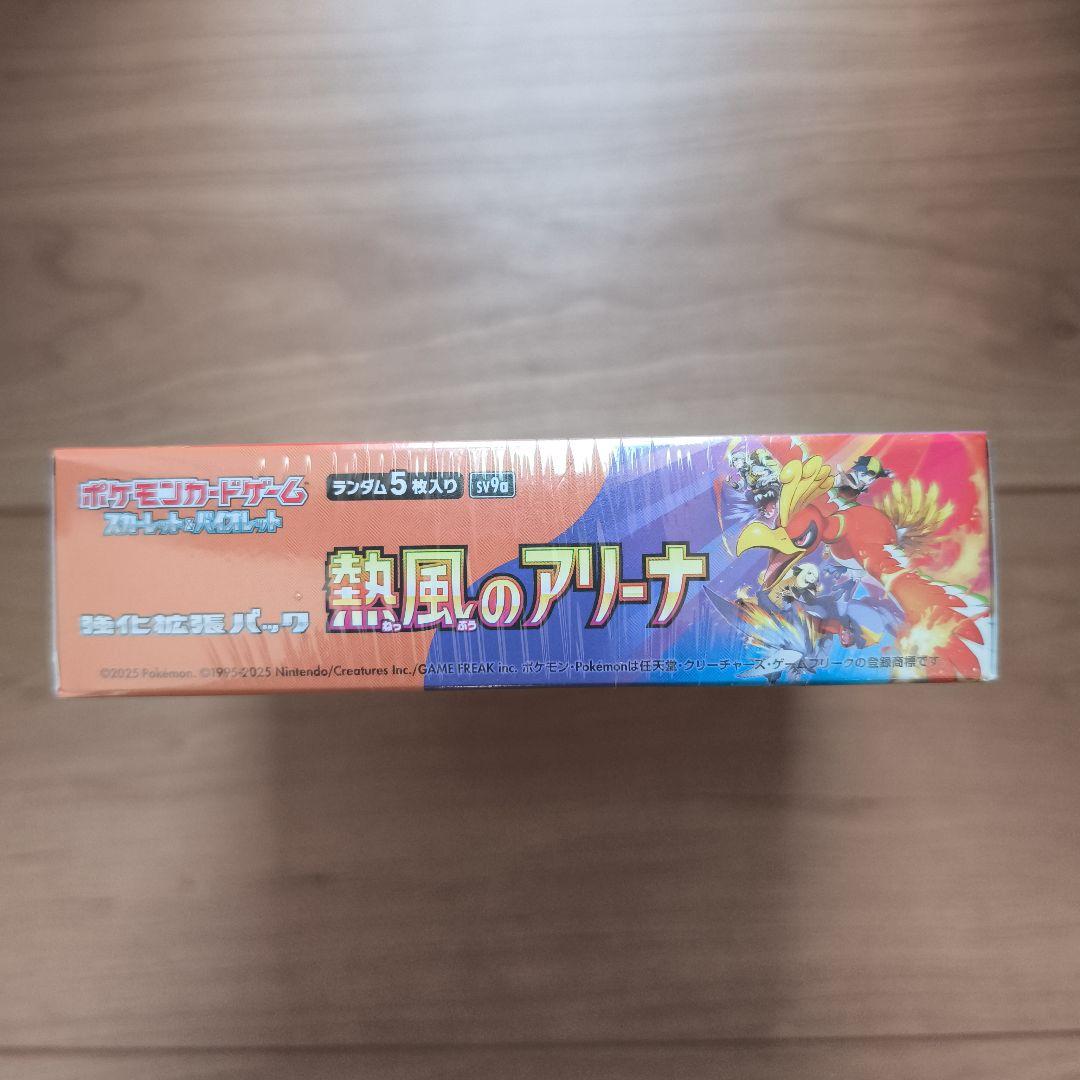 ポケモンカードゲーム
スカーレット&バイオレット
ランダム5枚入り
sv9a
強化拡張パック
熱風のアリーナ
ねっ ぷう
©2025 Pokémon. ©1995-2025 Nintendo/Creatures Inc./GAME FREAK inc. ポケモン・Pokémonは任天堂・クリーチャーズ・ゲームフリークの登録商標です